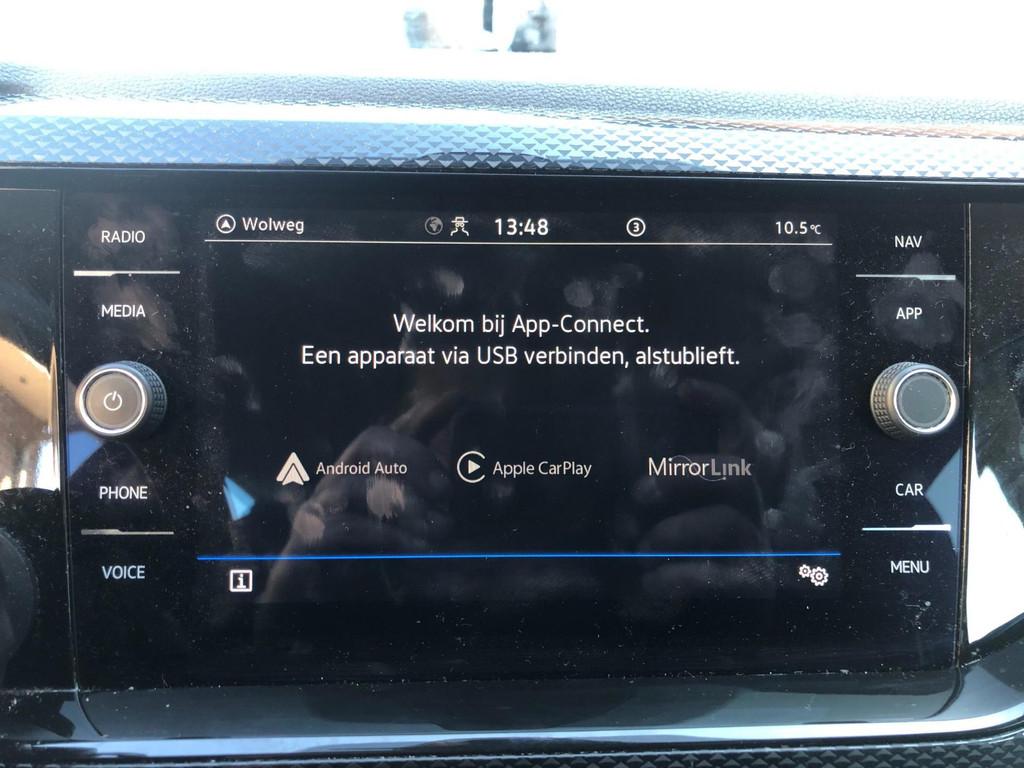 RADIO
MEDIA
PHONE
VOICE
Wolweg 13:48 3 10.5°C
Welkom bij App-Connect.
Een apparaat via USB verbinden, alstublieft.
Android Auto Apple CarPlay MirrorLink
i
NAV
APP
CAR
MENU